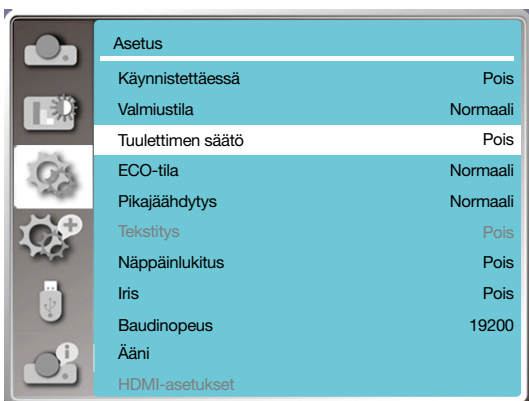 Asetus
Käynnistettäessä Pois
Valmiustila Normaali
Tuulettimen säätö Pois
ECO-tila Normaali
Pikajäähdytys Normaali
Tekstitys Pois
Näppäinlukitus Pois
Iris Pois
Baudinopeus 19200
Ääni
HDMI-asetukset